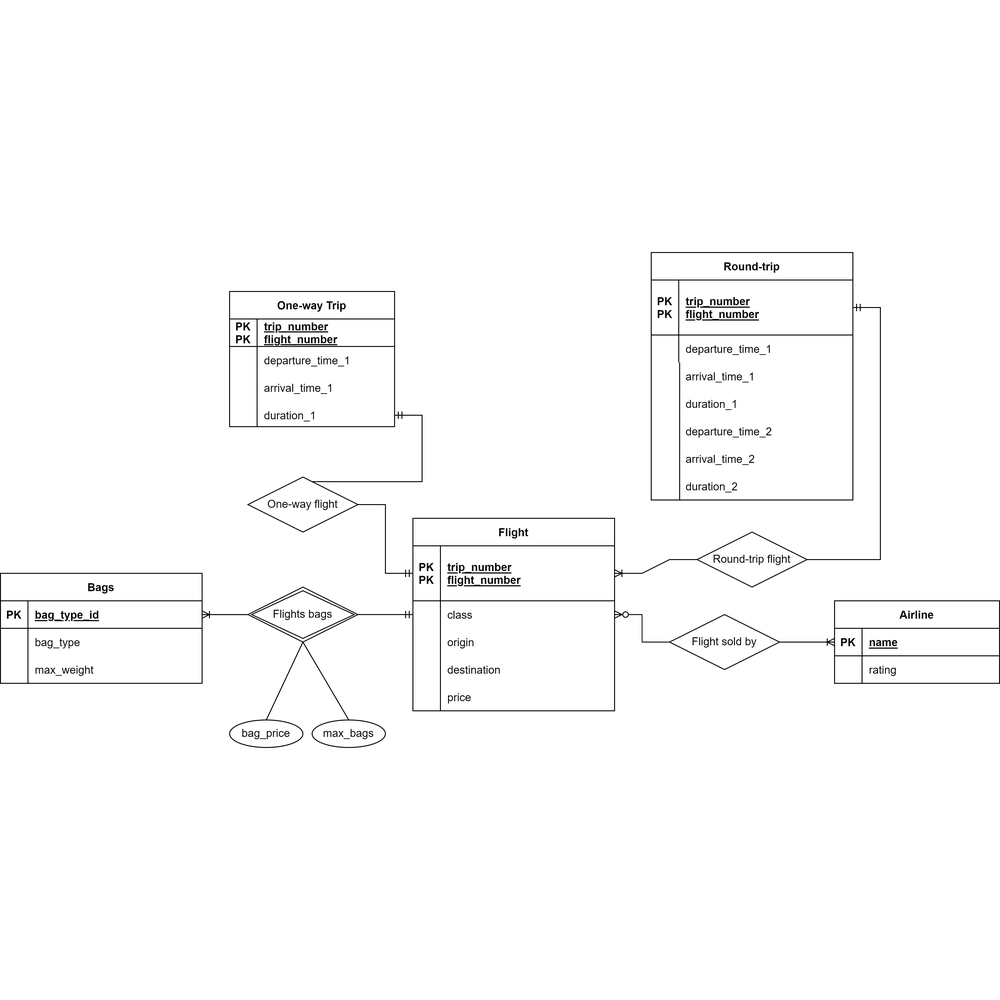 Round-trip
PK trip_number
PK flight_number
departure_time_1
arrival_time_1
duration_1
departure_time_2
arrival_time_2
duration_2
One-way Trip
PK trip_number
PK flight_number
departure_time_1
arrival_time_1
duration_1
One-way flight
Flight
PK trip_number
PK flight_number
class
origin
destination
price
Round-trip flight
Bags
PK bag_type_id
bag_type
max_weight
Flights bags
bag_price
max_bags
Flight sold by
Airline
PK name
rating